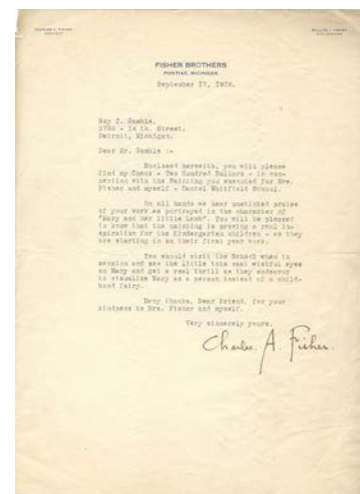 CHARLES A. FISHER
FISHER BROTHERS
PONTIAC, MICHIGAN
September 17, 1928.
Roy C. Gamble.
5726 - 14 th. Street.
Detroit, Michigan.
Dear Mr. Gamble :-
Enclosed herewith, you will please
find my Check - Two Hundred Dollars - in con-
nection with the Painting you executed for Mrs.
Fisher and myself - Daniel Whitfield School.
On all hands we hear unstinted praise
of your work as portrayed in the character of
"Mary and her little Lamb". You will be pleased
to know that the painting is proving a real in-
spiration for the Kindergarten children - as they
are starting in on their first year work.
You should visit the School when in
session and see the little tots cast wistful eyes
on Mary and get a real thrill as they endeavor
to visualize Mary as a person instead of a child-
hood fairy.
Many thanks, Dear Friend, for your
kindness to Mrs. Fisher and myself.
Very sincerely yours,
Charles. A. Fisher.